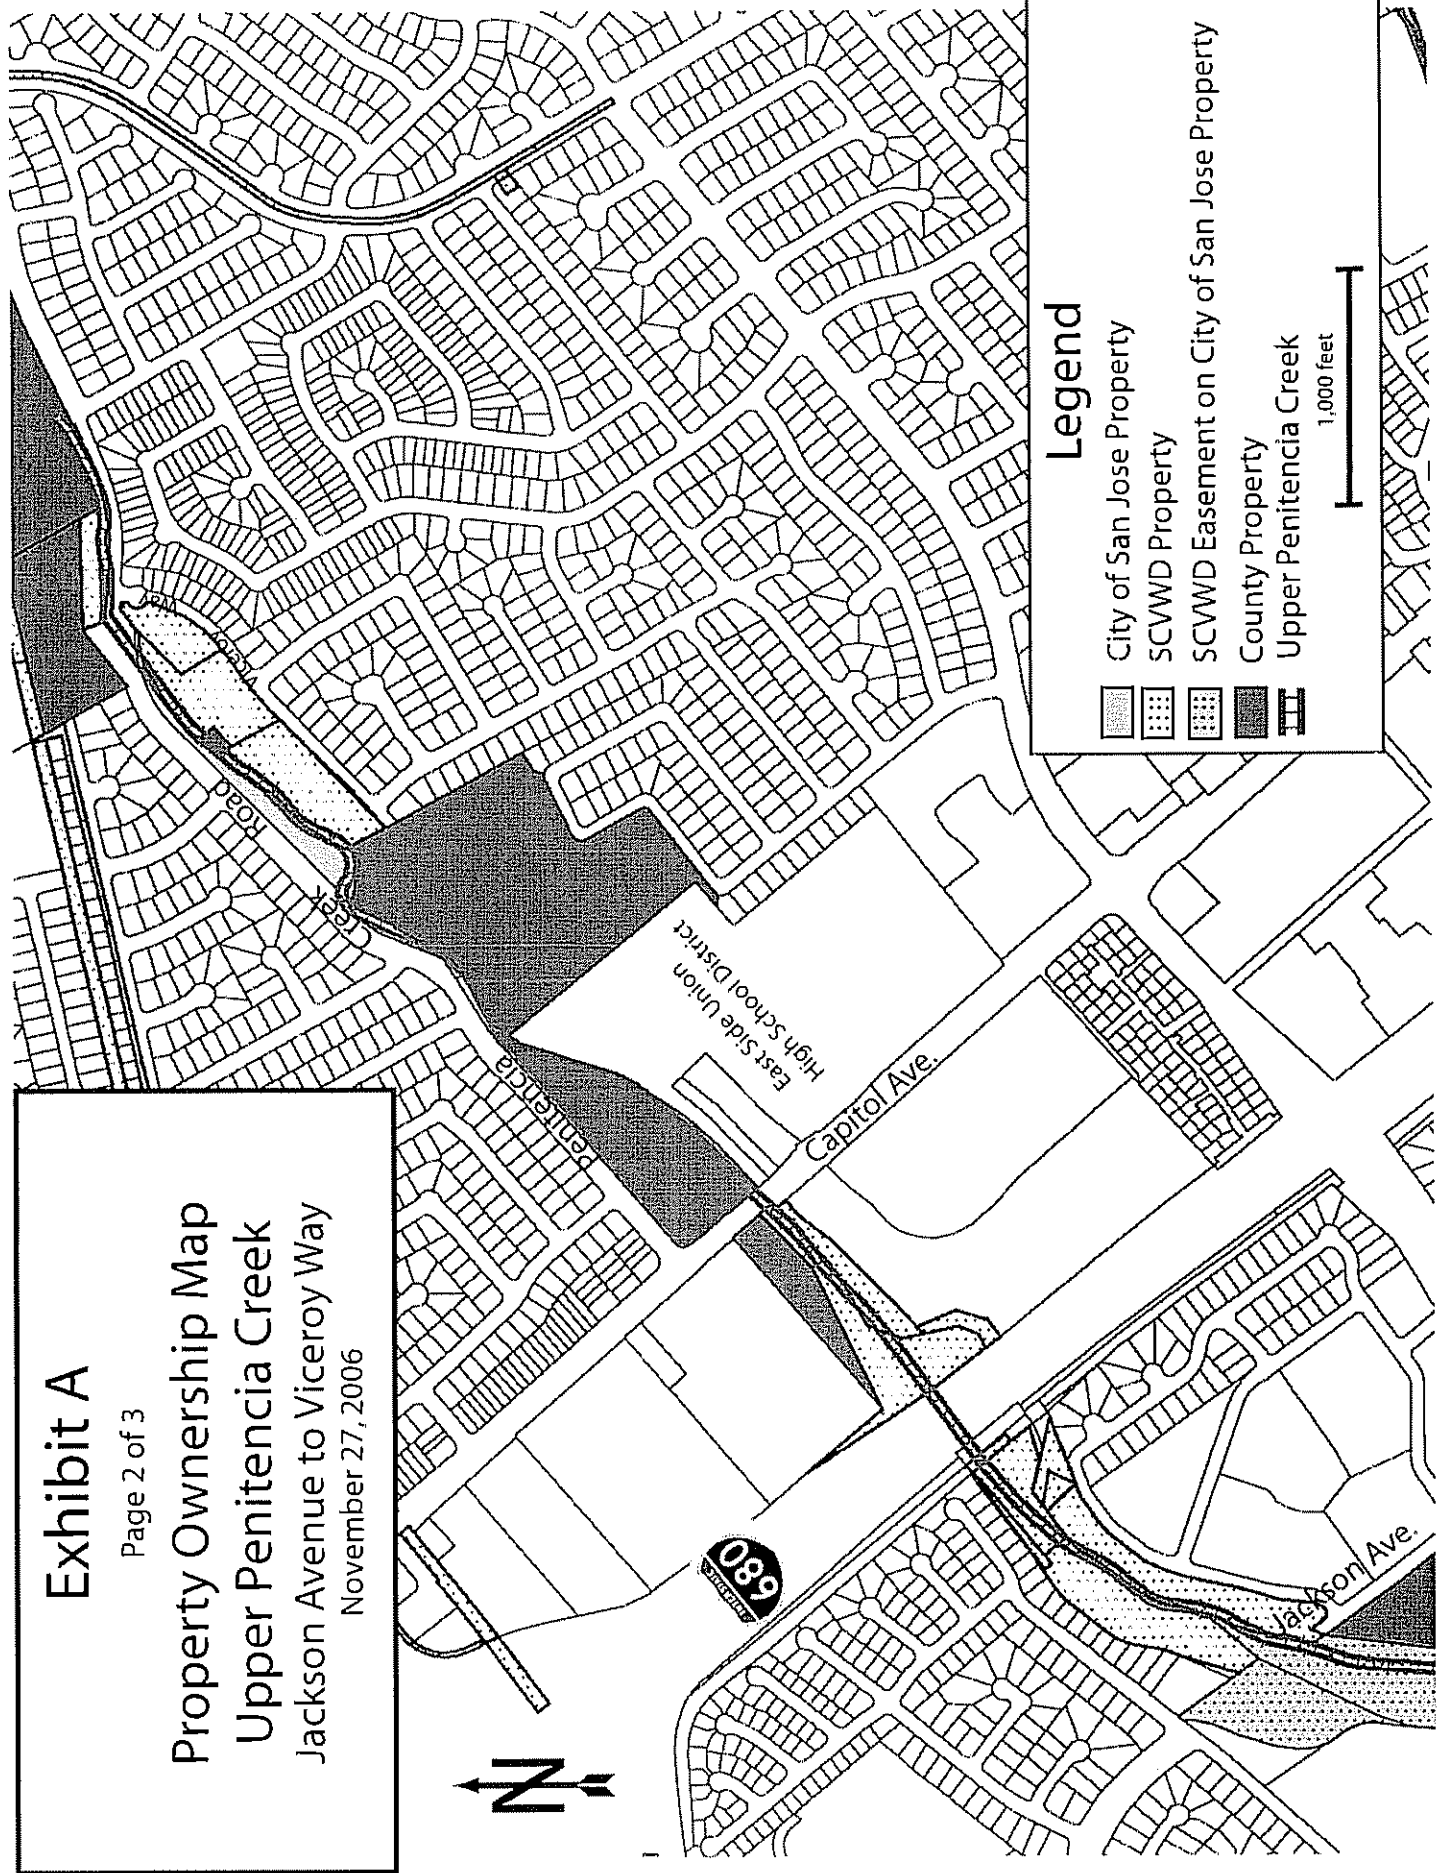 Exhibit A
Page 2 of 3
Property Ownership Map
Upper Penitencia Creek
Jackson Avenue to Viceroy Way
November 27, 2006
N
680
Penitencia
Creek
Road
Viceroy
Way
East Side Union
High School District
Capitol Ave.
Jackson Ave.
Legend
City of San Jose Property
SCVWD Property
SCVWD Easement on City of San Jose Property
County Property
Upper Penitencia Creek
1,000 feet